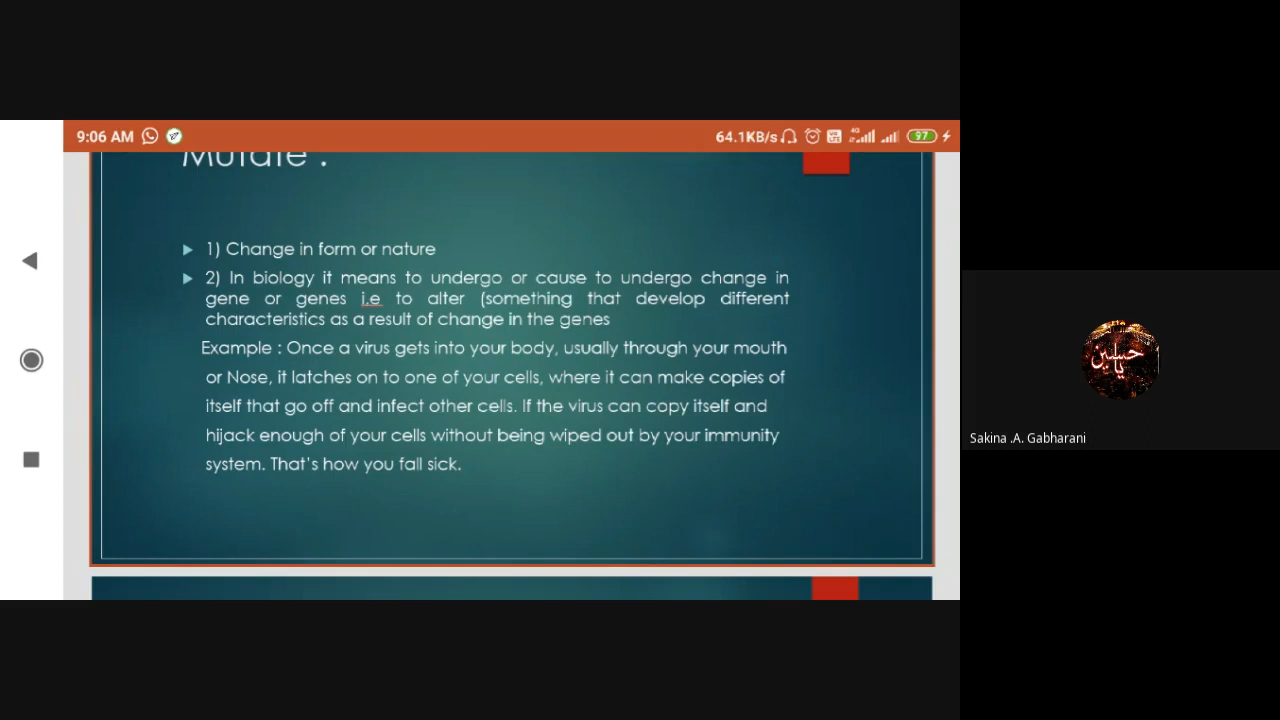 9:06 AM
64.1KB/s 4G 97
Mutate :
1) Change in form or nature
2) In biology it means to undergo or cause to undergo change in
gene or genes i.e to alter (something that develop different
characteristics as a result of change in the genes
Example : Once a virus gets into your body, usually through your mouth
or Nose, it latches on to one of your cells, where it can make copies of
itself that go off and infect other cells. If the virus can copy itself and
hijack enough of your cells without being wiped out by your immunity
system. That's how you fall sick.
يا حسين
Sakina .A. Gabharani